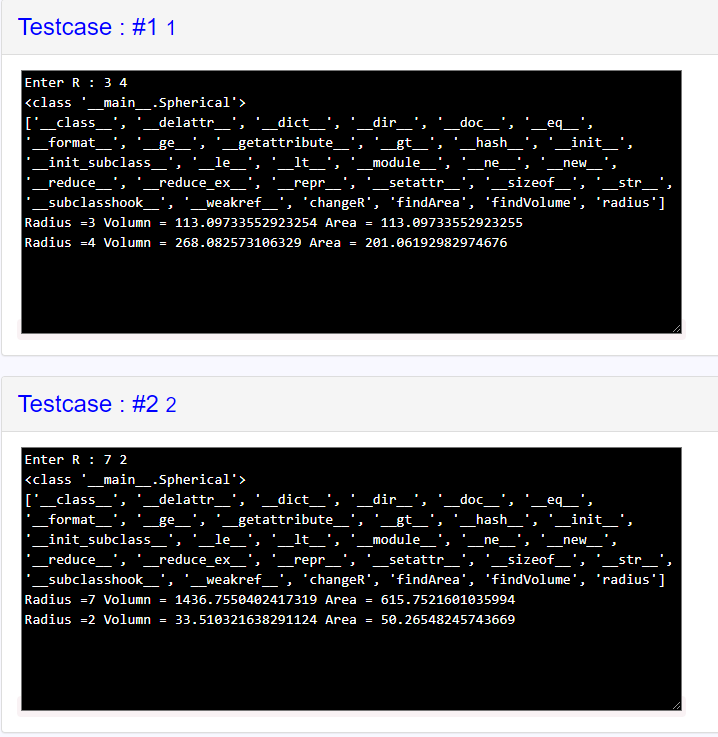 Testcase : #1 1
Enter R : 3 4
<class '__main__.Spherical'>
['__class__', '__delattr__', '__dict__', '__dir__', '__doc__', '__eq__',
'__format__', '__ge__', '__getattribute__', '__gt__', '__hash__', '__init__',
'__init_subclass__', '__le__', '__lt__', '__module__', '__ne__', '__new__',
'__reduce__', '__reduce_ex__', '__repr__', '__setattr__', '__sizeof__', '__str__',
'__subclasshook__', '__weakref__', 'changeR', 'findArea', 'findVolume', 'radius']
Radius =3 Volumn = 113.09733552923254 Area = 113.09733552923255
Radius =4 Volumn = 268.082573106329 Area = 201.06192982974676
Testcase : #2 2
Enter R : 7 2
<class '__main__.Spherical'>
['__class__', '__delattr__', '__dict__', '__dir__', '__doc__', '__eq__',
'__format__', '__ge__', '__getattribute__', '__gt__', '__hash__', '__init__',
'__init_subclass__', '__le__', '__lt__', '__module__', '__ne__', '__new__',
'__reduce__', '__reduce_ex__', '__repr__', '__setattr__', '__sizeof__', '__str__',
'__subclasshook__', '__weakref__', 'changeR', 'findArea', 'findVolume', 'radius']
Radius =7 Volumn = 1436.7550402417319 Area = 615.7521601035994
Radius =2 Volumn = 33.510321638291124 Area = 50.26548245743669